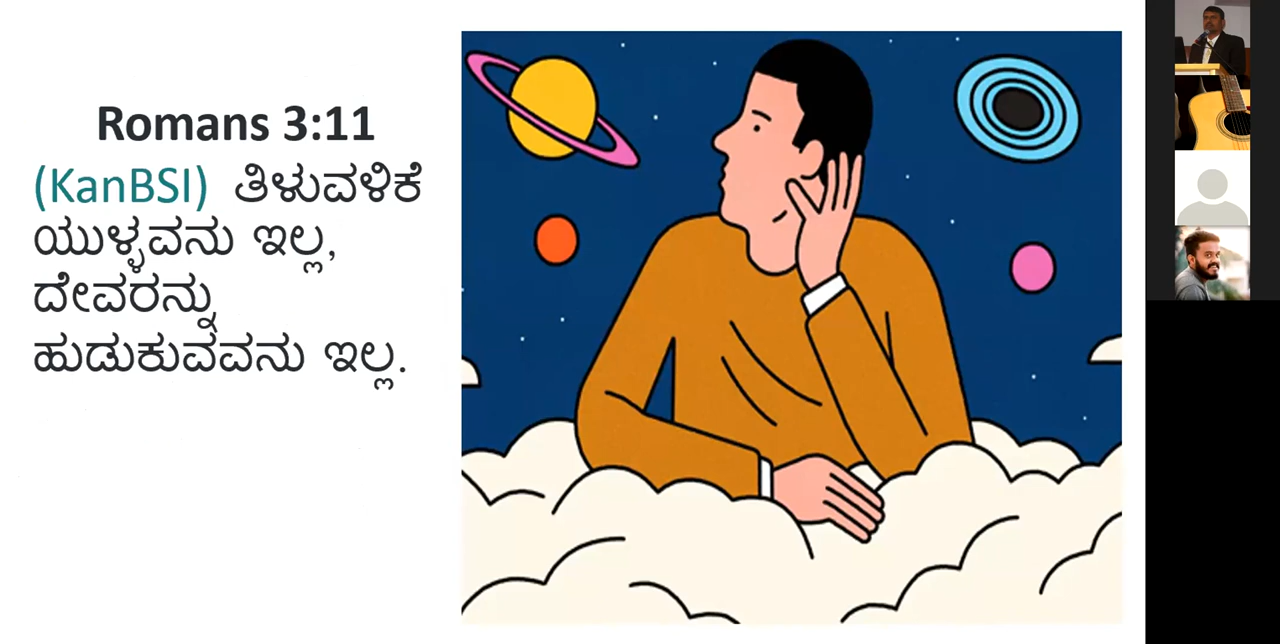 Romans 3:11
(KanBSI) ತಿಳುವಳಿಕೆ
ಯುಳ್ಳವನು ಇಲ್ಲ,
ದೇವರನ್ನು
ಹುಡುಕುವವನು ಇಲ್ಲ.